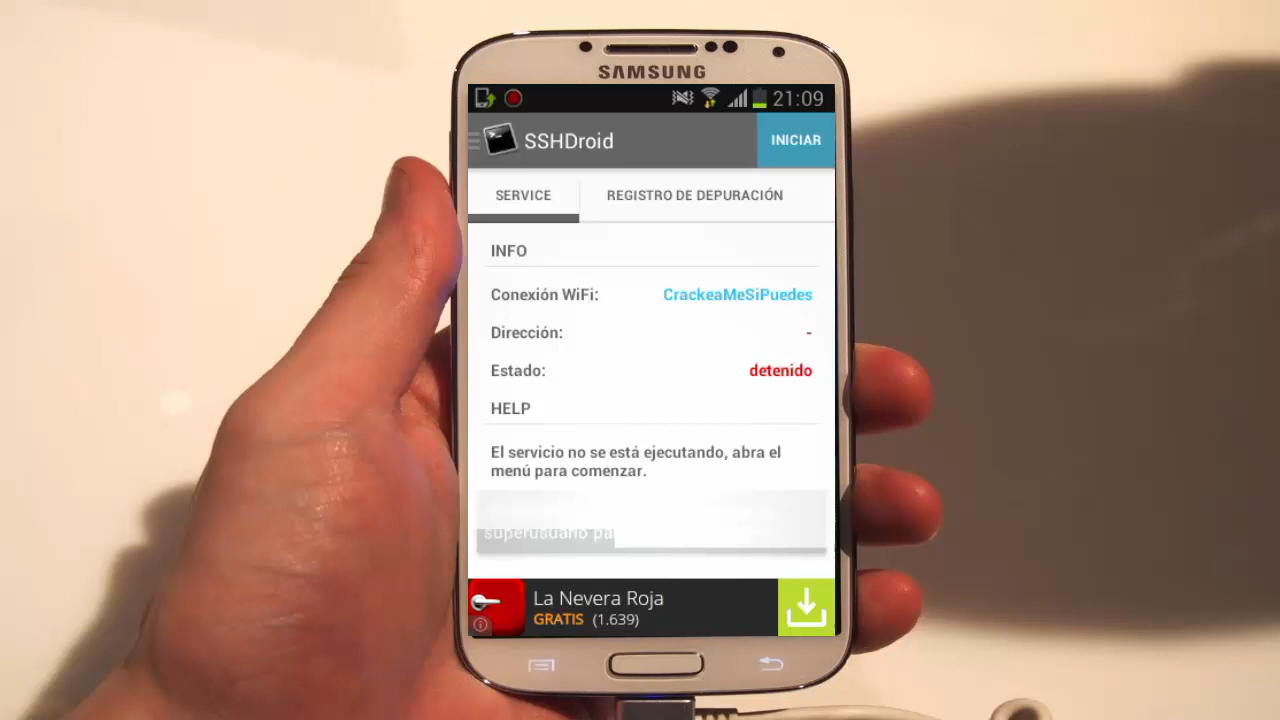 SAMSUNG
21:09
SSHDroid
INICIAR
SERVICE
REGISTRO DE DEPURACIÓN
INFO
Conexión WiFi: CrackeaMeSiPuedes
Dirección: -
Estado: detenido
HELP
El servicio no se está ejecutando, abra el
menú para comenzar.
superusuario
La Nevera Roja
GRATIS (1.639)